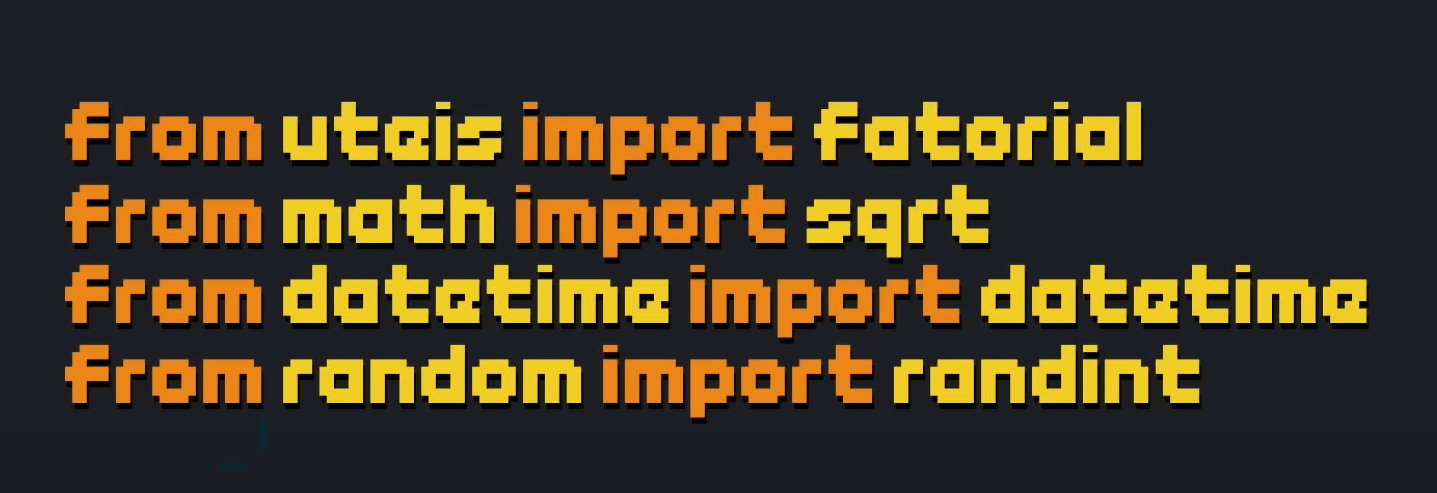 from uteis import fatorial
from math import sqrt
from datetime import datetime
from random import randint